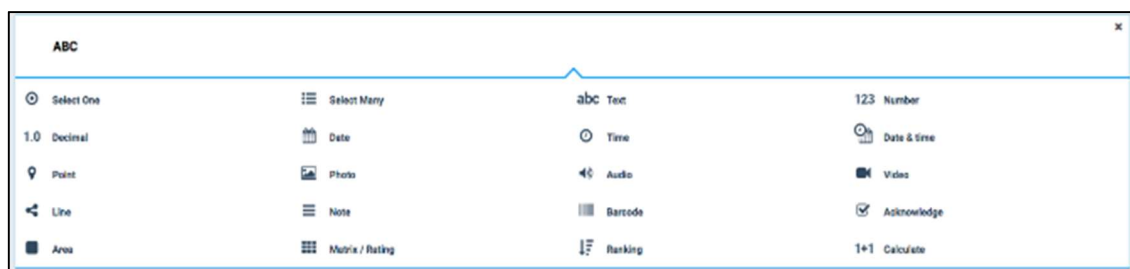 ×
ABC
Select One
Select Many
abc Text
123 Number
1.0 Decimal
Date
Time
Date & time
Point
Photo
Audio
Video
Line
Note
Barcode
Acknowledge
Area
Matrix / Rating
Ranking
1+1 Calculate